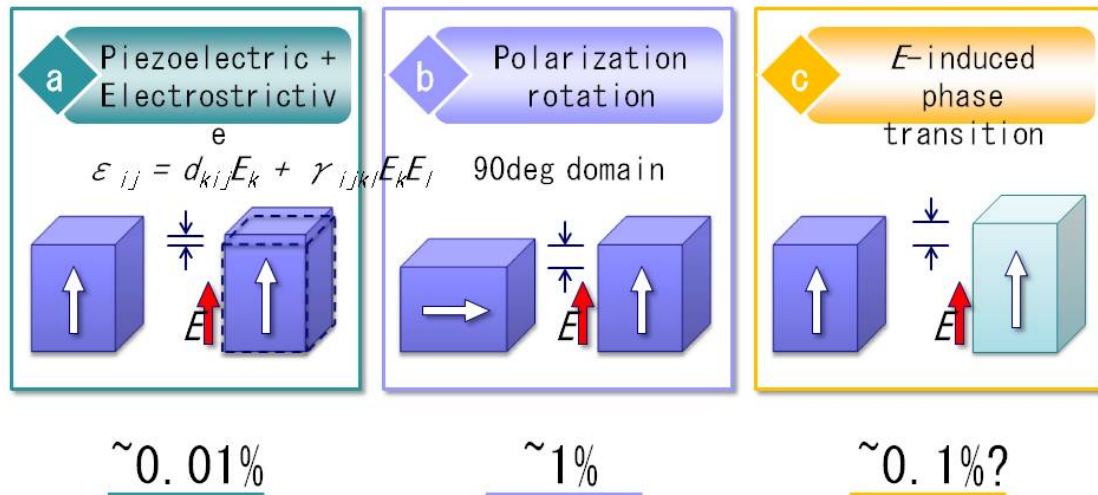 a
Piezoelectric +
Electrostrictiv
e
ε ij = dkijEk + γ ijklEkEl
E
~0.01%
b
Polarization
rotation
90deg domain
E
~1%
c
E-induced
phase
transition
E
~0.1%?